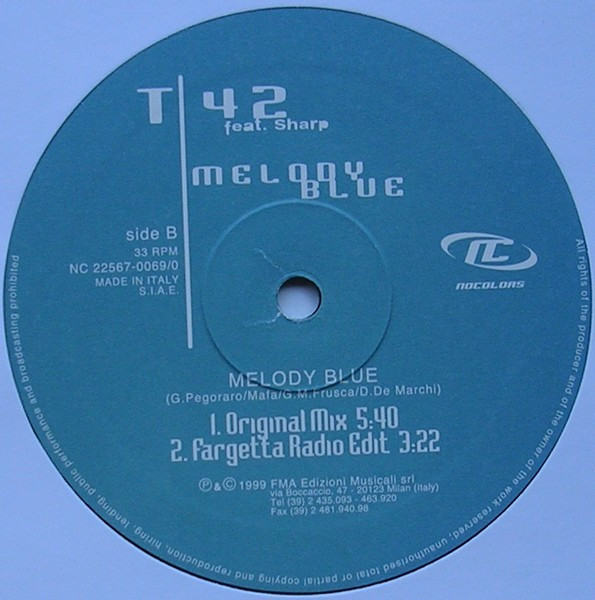 T 42
feat. Sharp
MELODY
BLUE
side B
33 RPM
NC 22567-0069/0
MADE IN ITALY
S.I.A.E.
NC
NOCOLORS
MELODY BLUE
(G.Pegoraro/Mafa/G.M.Frusca/D.De Marchi)
1. Original Mix 5:40
2. Fargetta Radio Edit 3:22
℗ & © 1999 FMA Edizioni Musicali srl
via Boccaccio, 47 - 20123 Milan (Italy)
Tel (39) 2 435.093 - 463.920
Fax (39) 2 481.940.98
All rights of the producer and of the owner of the work reserved; unauthorised total or partial copying and reproduction, hiring, lending, public performance and broadcasting prohibited